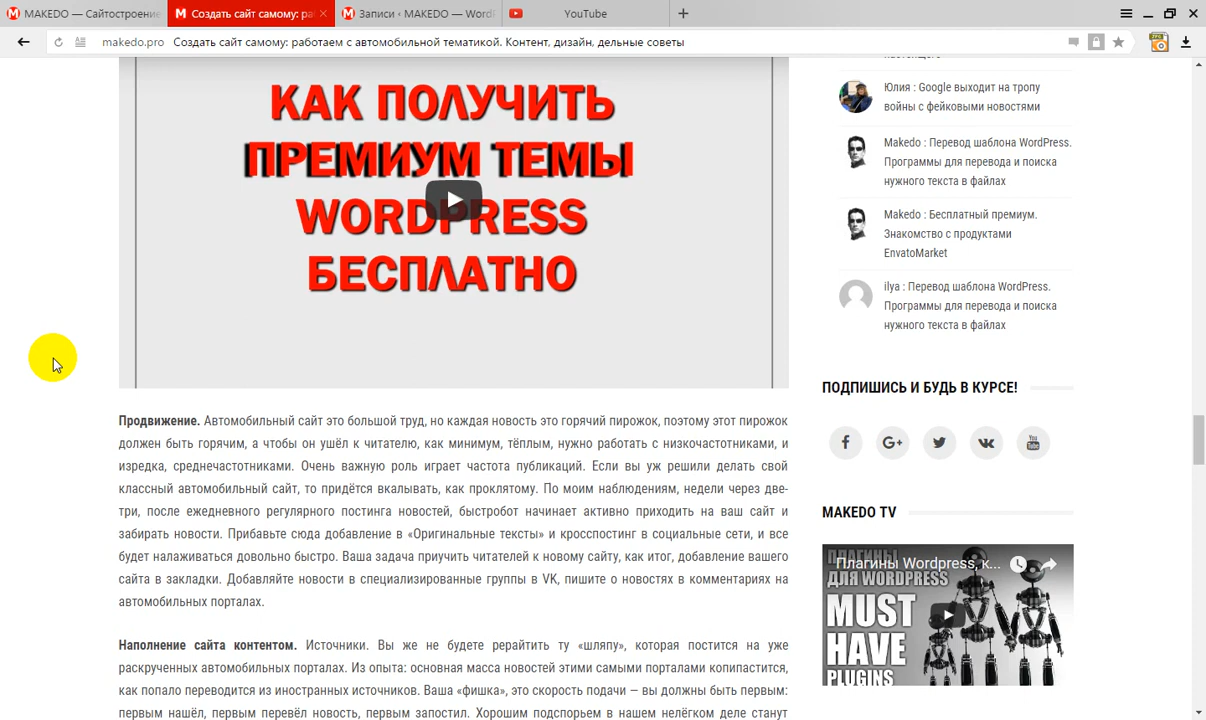 MAKEDO — Сайтостроение
Создать сайт самому: ра
Записи ‹ MAKEDO — Word
YouTube
makedo.pro
Создать сайт самому: работаем с автомобильной тематикой. Контент, дизайн, дельные советы
КАК ПОЛУЧИТЬ
ПРЕМИУМ ТЕМЫ
WORDPRESS
БЕСПЛАТНО
Продвижение. Автомобильный сайт это большой труд, но каждая новость это горячий пирожок, поэтому этот пирожок
должен быть горячим, а чтобы он ушёл к читателю, как минимум, тёплым, нужно работать с низкочастотниками, и
изредка, среднечастотниками. Очень важную роль играет частота публикаций. Если вы уж решили делать свой
классный автомобильный сайт, то придётся вкалывать, как проклятому. По моим наблюдениям, недели через две-
три, после ежедневного регулярного постинга новостей, быстробот начинает активно приходить на ваш сайт и
забирать новости. Прибавьте сюда добавление в «Оригинальные тексты» и кросспостинг в социальные сети, и все
будет налаживаться довольно быстро. Ваша задача приучить читателей к новому сайту, как итог, добавление вашего
сайта в закладки. Добавляйте новости в специализированные группы в VK, пишите о новостях в комментариях на
автомобильных порталах.
Наполнение сайта контентом. Источники. Вы же не будете рерайтить ту «шляпу», которая постится на уже
раскрученных автомобильных порталах. Из опыта: основная масса новостей этими самыми порталами копипастится,
как попало переводится из иностранных источников. Ваша «фишка», это скорость подачи — вы должны быть первым:
первым нашёл, первым перевёл новость, первым запостил. Хорошим подспорьем в нашем нелёгком деле станут
настоящего
Юлия : Google выходит на тропу
войны с фейковыми новостями
Makedo : Перевод шаблона WordPress.
Программы для перевода и поиска
нужного текста в файлах
Makedo : Бесплатный премиум.
Знакомство с продуктами
EnvatoMarket
ilya : Перевод шаблона WordPress.
Программы для перевода и поиска
нужного текста в файлах
ПОДПИШИСЬ И БУДЬ В КУРСЕ!
MAKEDO TV
Плагины Wordpress, к...
ПЛАГИНЫ
ДЛЯ WORDPRESS
MUST
HAVE
PLUGINS